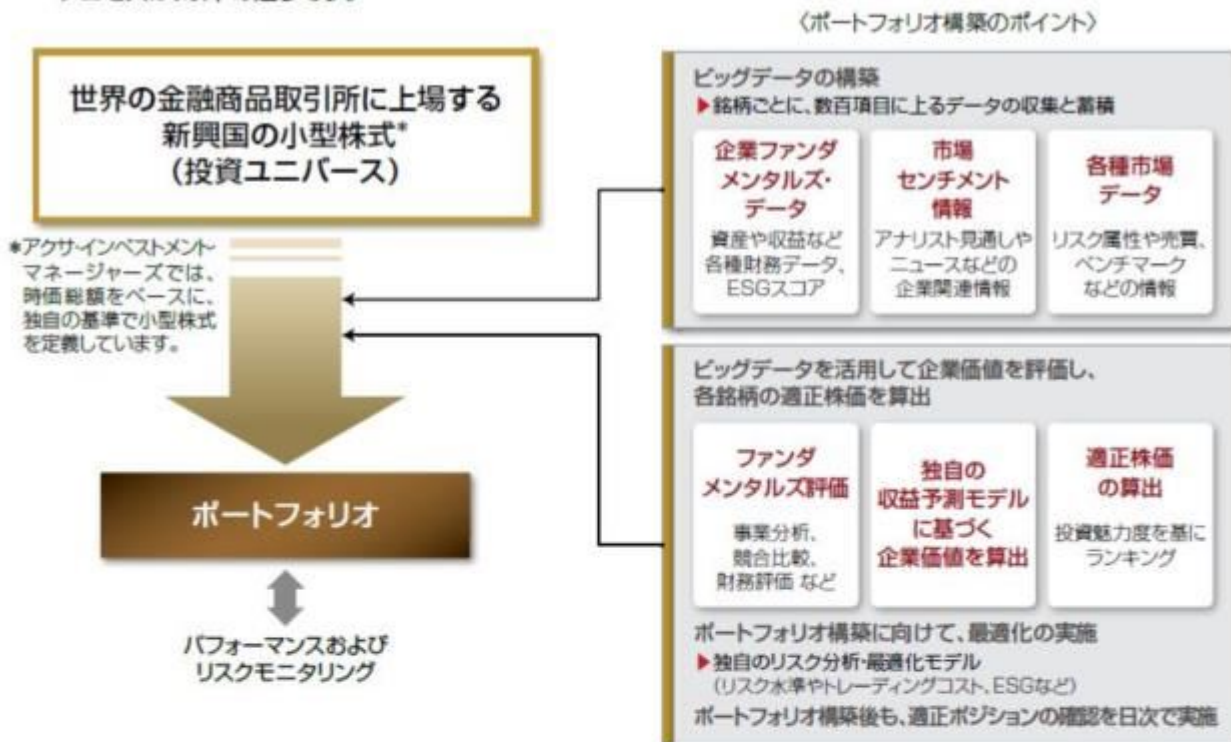 〈ポートフォリオ構築のポイント〉
世界の金融商品取引所に上場する
新興国の小型株式*
(投資ユニバース)
*アクサ・インベストメント・
マネージャーズでは、
時価総額をベースに、
独自の基準で小型株式
を定義しています。
ポートフォリオ
パフォーマンスおよび
リスクモニタリング
ビッグデータの構築
▶銘柄ごとに、数百項目に上るデータの収集と蓄積
企業ファンダ
メンタルズ・
データ
資産や収益など
各種財務データ、
ESGスコア
市場
センチメント
情報
アナリスト見通しや
ニュースなどの
企業関連情報
各種市場
データ
リスク属性や売買、
ベンチマーク
などの情報
ビッグデータを活用して企業価値を評価し、
各銘柄の適正株価を算出
ファンダ
メンタルズ評価
事業分析、
競合比較、
財務評価 など
独自の
収益予測モデル
に基づく
企業価値を算出
適正株価
の算出
投資魅力度を基に
ランキング
ポートフォリオ構築に向けて、最適化の実施
▶独自のリスク分析・最適化モデル
(リスク水準やトレーディングコスト、ESGなど)
ポートフォリオ構築後も、適正ポジションの確認を日次で実施